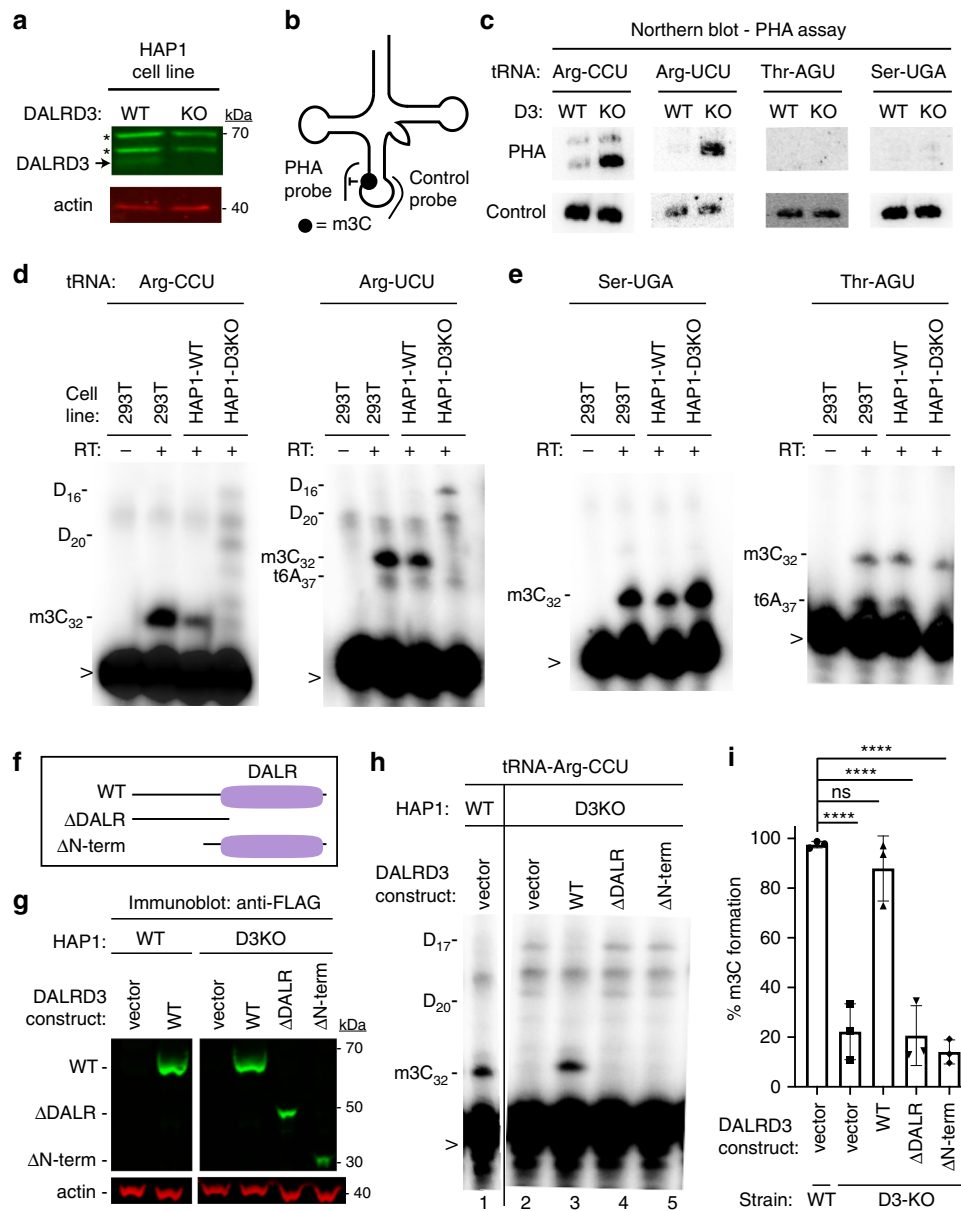 a
HAP1
cell line
DALRD3: WT KO kDa
*
*
DALRD3
- 70
actin
- 40
b
PHA
probe
Control
probe
= m3C
c
Northern blot - PHA assay
tRNA: Arg-CCU Arg-UCU Thr-AGU Ser-UGA
D3: WT KO WT KO WT KO WT KO
PHA
Control
d
tRNA: Arg-CCU Arg-UCU
Cell
line:
293T 293T HAP1-WT HAP1-D3KO
293T 293T HAP1-WT HAP1-D3KO
RT: – + + +
RT: – + + +
D16-
D20-
m3C32-
>
D16-
D20-
m3C32-
t6A37-
>
e
Ser-UGA Thr-AGU
293T 293T HAP1-WT HAP1-D3KO
293T 293T HAP1-WT HAP1-D3KO
RT: – + + +
RT: – + + +
m3C32-
>
m3C32-
t6A37-
>
f
DALR
WT
ΔDALR
ΔN-term
g
Immunoblot: anti-FLAG
HAP1: WT D3KO
DALRD3
construct:
vector WT vector WT ΔDALR ΔN-term kDa
WT -
ΔDALR -
ΔN-term -
actin -
- 70
- 50
- 30
- 40
h
tRNA-Arg-CCU
HAP1: WT D3KO
DALRD3
construct:
vector vector WT ΔDALR ΔN-term
D17-
D20-
m3C32-
>
1 2 3 4 5
i
****
****
ns
****
% m3C formation
100
80
60
40
20
0
DALRD3
construct:
vector vector WT ΔDALR ΔN-term
Strain: WT D3-KO